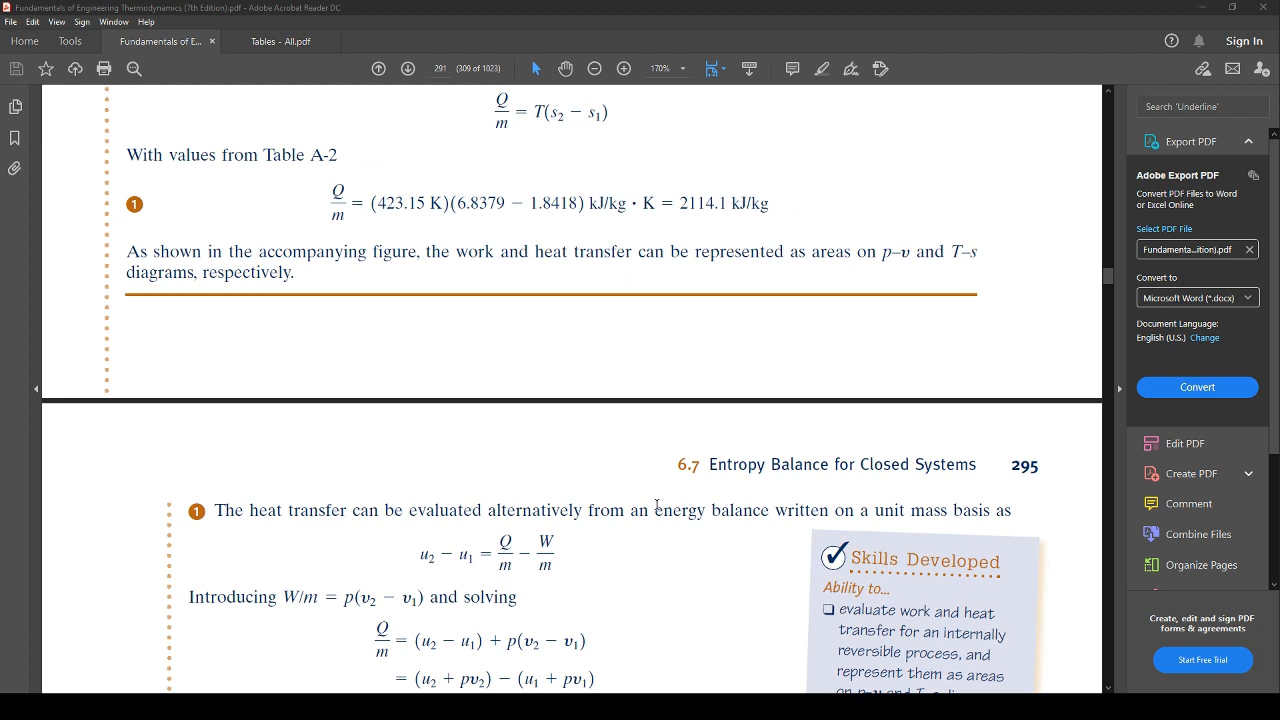 Fundamentals of Engineering Thermodynamics (7th Edition).pdf - Adobe Acrobat Reader DC
File Edit View Sign Window Help
Home Tools Fundamentals of E... × Tables - All.pdf Sign In
291 (309 of 1023) 170%
Q/m = T(s₂ − s₁)
With values from Table A-2
1 Q/m = (423.15 K)(6.8379 − 1.8418) kJ/kg · K = 2114.1 kJ/kg
As shown in the accompanying figure, the work and heat transfer can be represented as areas on p–v and T–s
diagrams, respectively.
6.7 Entropy Balance for Closed Systems 295
1 The heat transfer can be evaluated alternatively from an energy balance written on a unit mass basis as
u₂ − u₁ = Q/m − W/m
Introducing W/m = p(v₂ − v₁) and solving
Q/m = (u₂ − u₁) + p(v₂ − v₁)
= (u₂ + pv₂) − (u₁ + pv₁)
Skills Developed
Ability to...
evaluate work and heat
transfer for an internally
reversible process, and
represent them as areas
Search 'Underline'
Export PDF
Adobe Export PDF
Convert PDF Files to Word
or Excel Online
Select PDF File
Fundamenta...ition).pdf
Convert to
Microsoft Word (*.docx)
Document Language:
English (U.S.) Change
Convert
Edit PDF
Create PDF
Comment
Combine Files
Organize Pages
Create, edit and sign PDF
forms & agreements
Start Free Trial